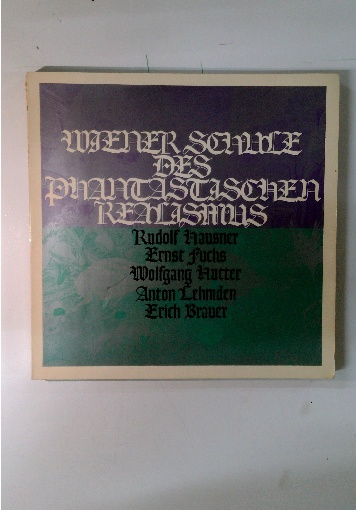 WIENER SCHULE
DES
PHANTASTISCHEN
REALISMUS
Rudolf Hausner
Ernst Fuchs
Wolfgang Hutter
Anton Lehmden
Erich Brauer